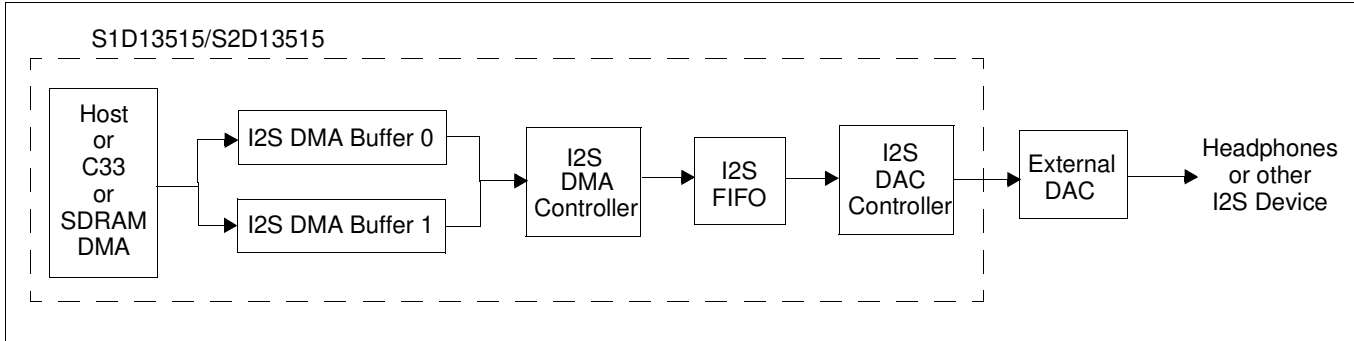 S1D13515/S2D13515
Host
or
C33
or
SDRAM
DMA
I2S DMA Buffer 0
I2S DMA Buffer 1
I2S
DMA
Controller
I2S
FIFO
I2S
DAC
Controller
External
DAC
Headphones
or other
I2S Device